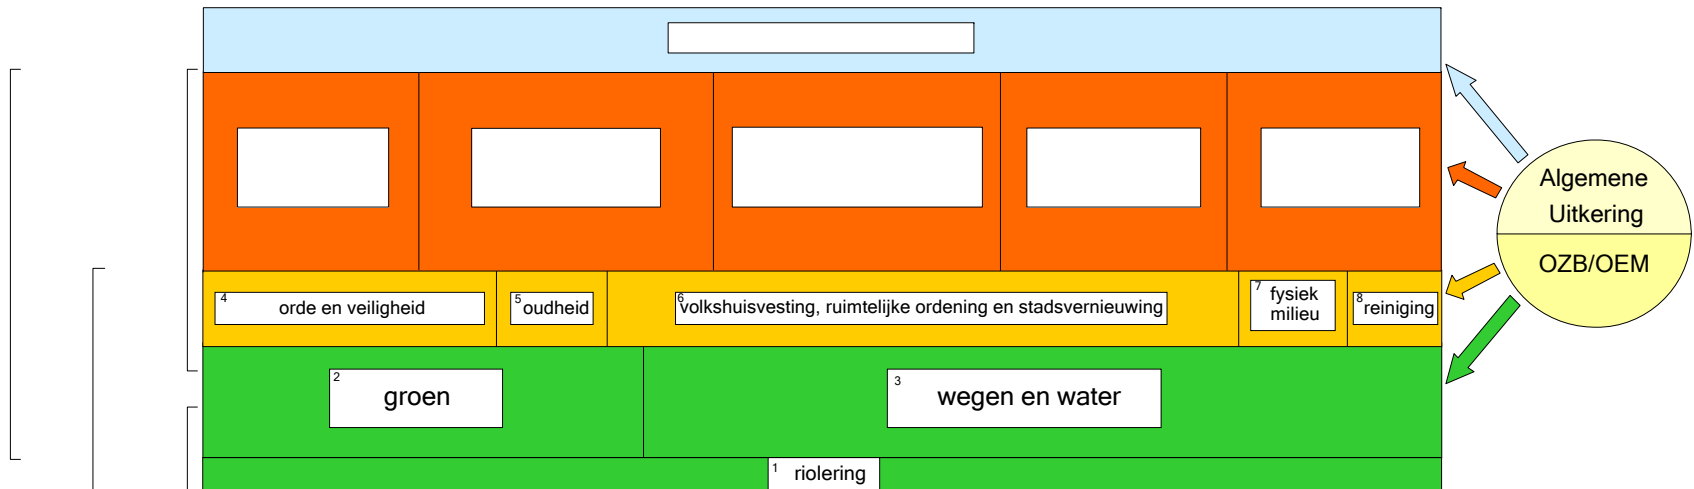 Algemene
Uitkering
OZB/OEM
4 orde en veiligheid
5 oudheid
6 volkshuisvesting, ruimtelijke ordening en stadsvernieuwing
7 fysiek
milieu
8 reiniging
2 groen
3 wegen en water
1 riolering